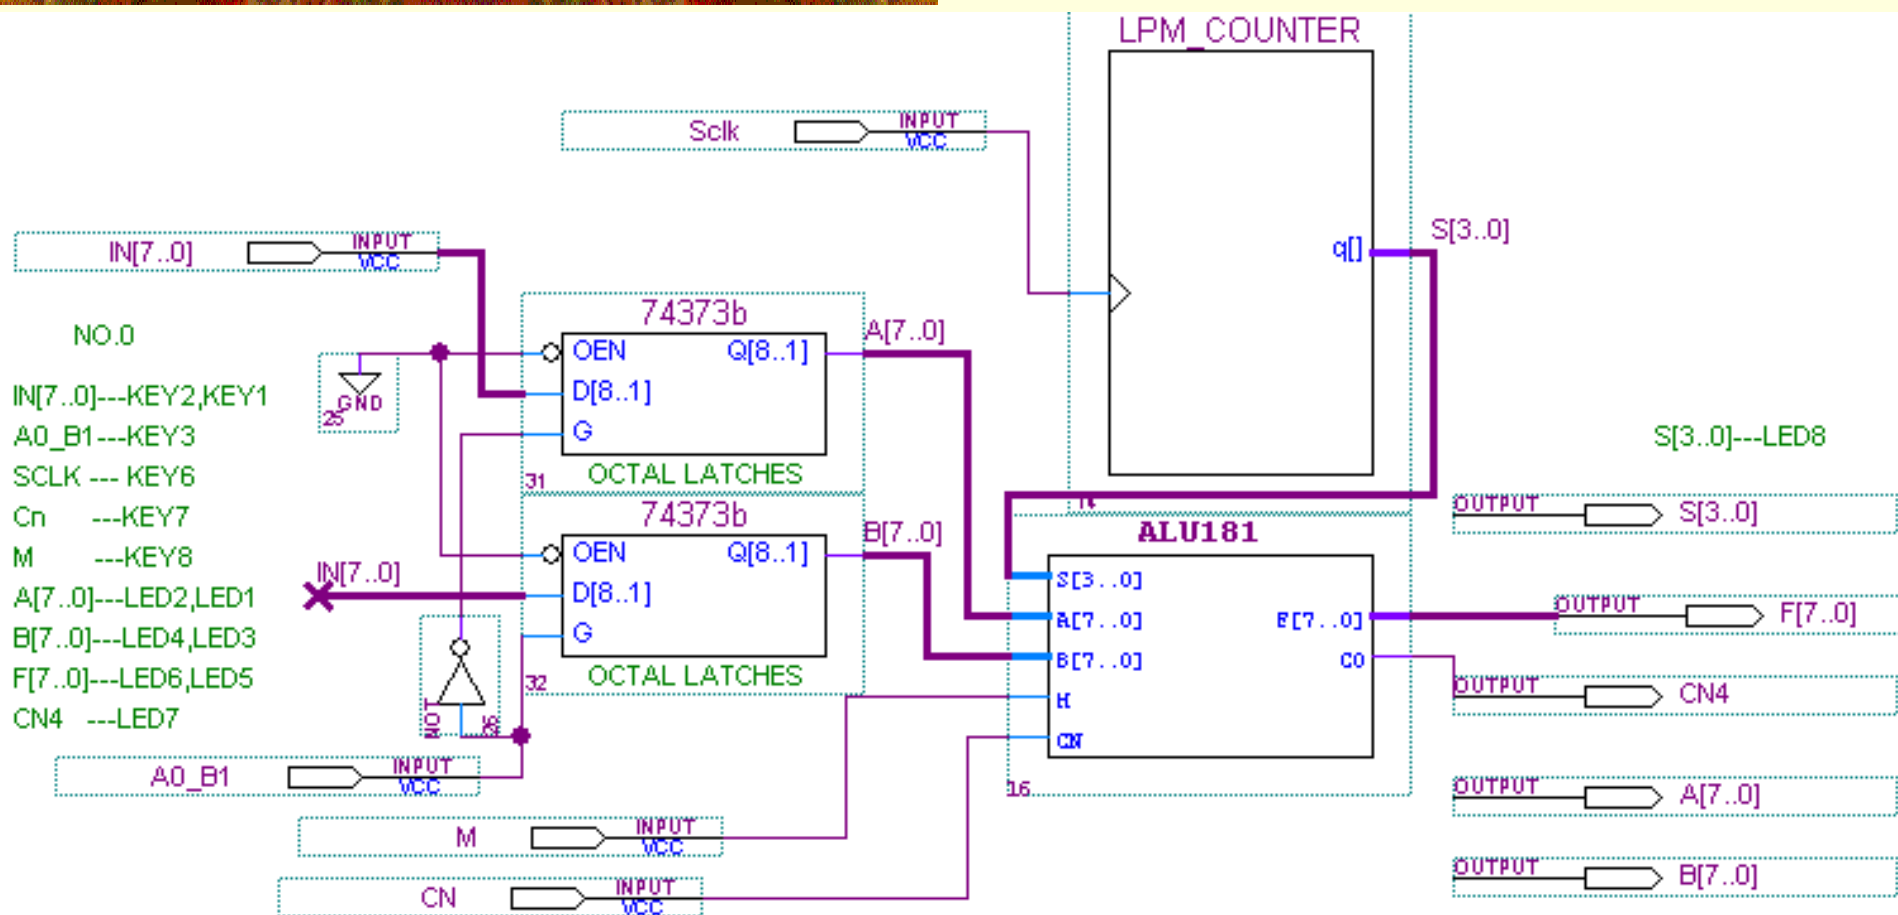 LPM_COUNTER
Sclk
INPUT
VCC
S[3..0]
q[]
IN[7..0]
INPUT
VCC
74373b
A[7..0]
NO.0
OEN
Q[8..1]
D[8..1]
G
GND
25
IN[7..0]---KEY2,KEY1
A0_B1---KEY3
SCLK --- KEY6
Cn ---KEY7
M ---KEY8
A[7..0]---LED2,LED1
B[7..0]---LED4,LED3
F[7..0]---LED6,LED5
CN4 ---LED7
S[3..0]---LED8
31
OCTAL LATCHES
14
OUTPUT
S[3..0]
74373b
B[7..0]
ALU181
OEN
Q[8..1]
IN[7..0]
D[8..1]
G
S[3..0]
A[7..0]
F[7..0]
B[7..0]
CO
M
CN
OUTPUT
F[7..0]
32
OCTAL LATCHES
OUTPUT
CN4
NOT
26
A0_B1
INPUT
VCC
16
OUTPUT
A[7..0]
M
INPUT
VCC
OUTPUT
B[7..0]
CN
INPUT
VCC